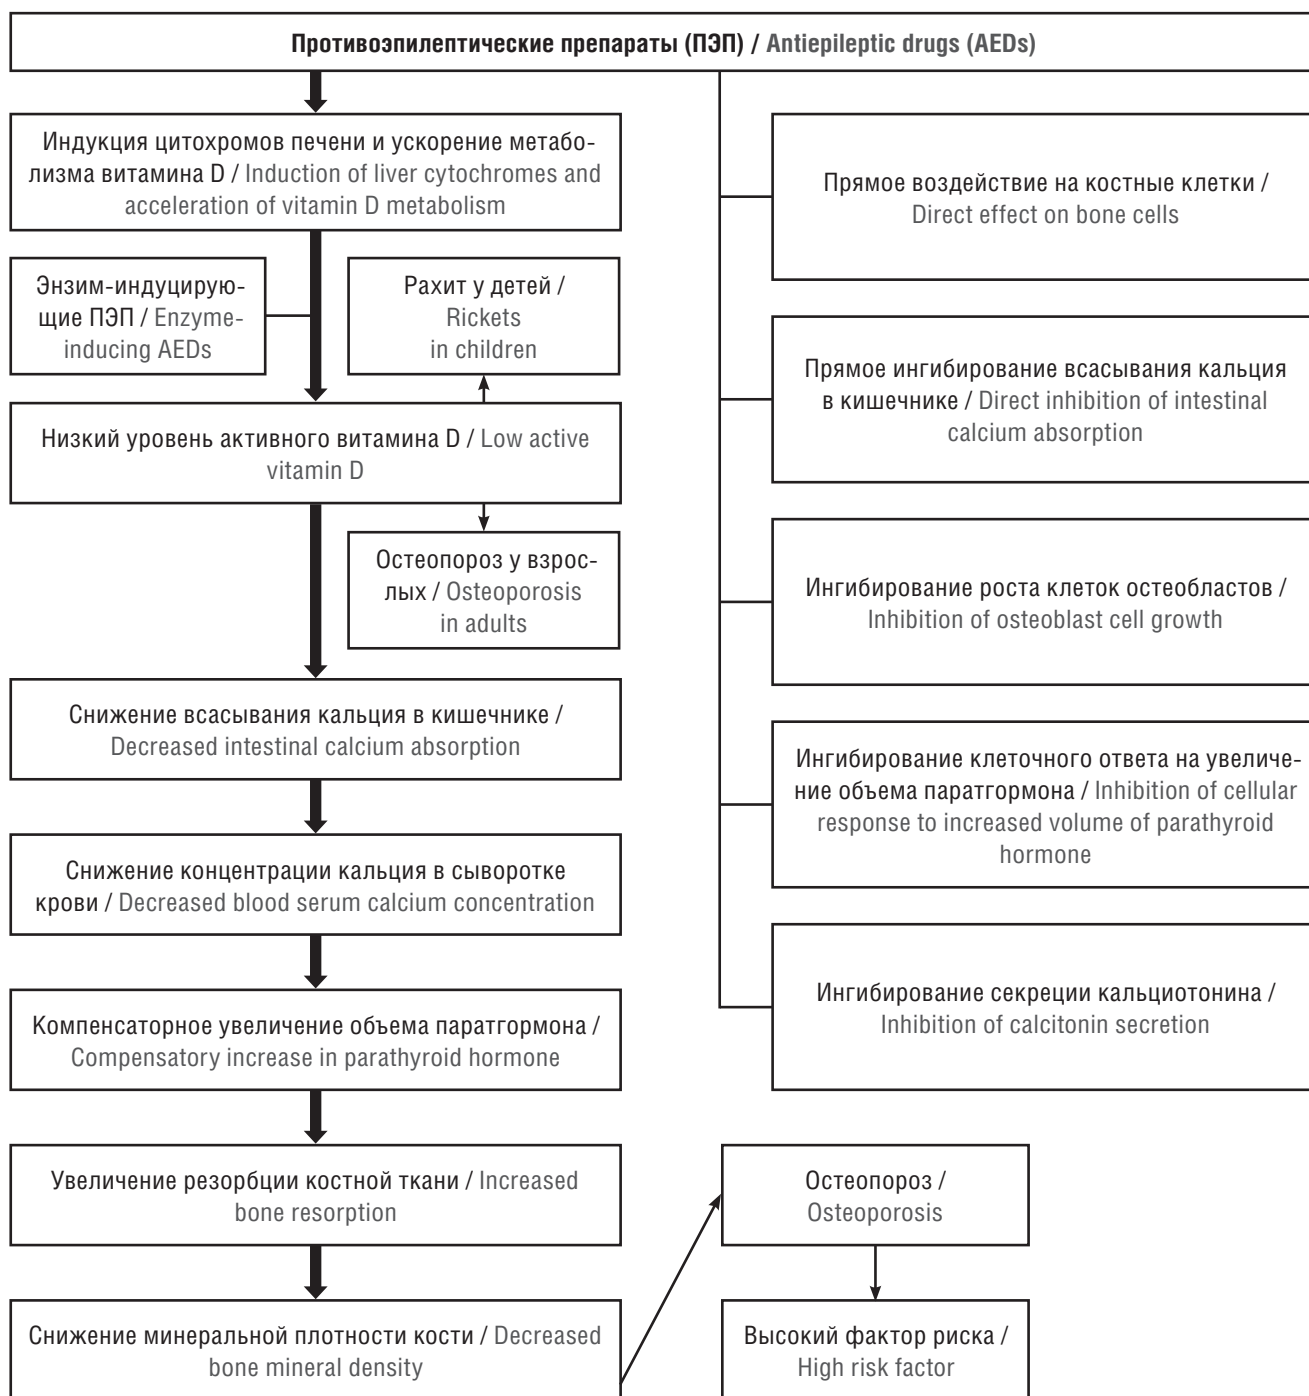 Противоэпилептические препараты (ПЭП) / Antiepileptic drugs (AEDs)
Индукция цитохромов печени и ускорение метабо-
лизма витамина D / Induction of liver cytochromes and
acceleration of vitamin D metabolism
Энзим-индуцирую-
щие ПЭП / Enzyme-
inducing AEDs
Рахит у детей /
Rickets
in children
Низкий уровень активного витамина D / Low active
vitamin D
Остеопороз у взрос-
лых / Osteoporosis
in adults
Снижение всасывания кальция в кишечнике /
Decreased intestinal calcium absorption
Снижение концентрации кальция в сыворотке
крови / Decreased blood serum calcium concentration
Компенсаторное увеличение объема паратгормона /
Compensatory increase in parathyroid hormone
Увеличение резорбции костной ткани / Increased
bone resorption
Снижение минеральной плотности кости / Decreased
bone mineral density
Прямое воздействие на костные клетки /
Direct effect on bone cells
Прямое ингибирование всасывания кальция
в кишечнике / Direct inhibition of intestinal
calcium absorption
Ингибирование роста клеток остеобластов /
Inhibition of osteoblast cell growth
Ингибирование клеточного ответа на увеличе-
ние объема паратгормона / Inhibition of cellular
response to increased volume of parathyroid
hormone
Ингибирование секреции кальциотонина /
Inhibition of calcitonin secretion
Остеопороз /
Osteoporosis
Высокий фактор риска /
High risk factor